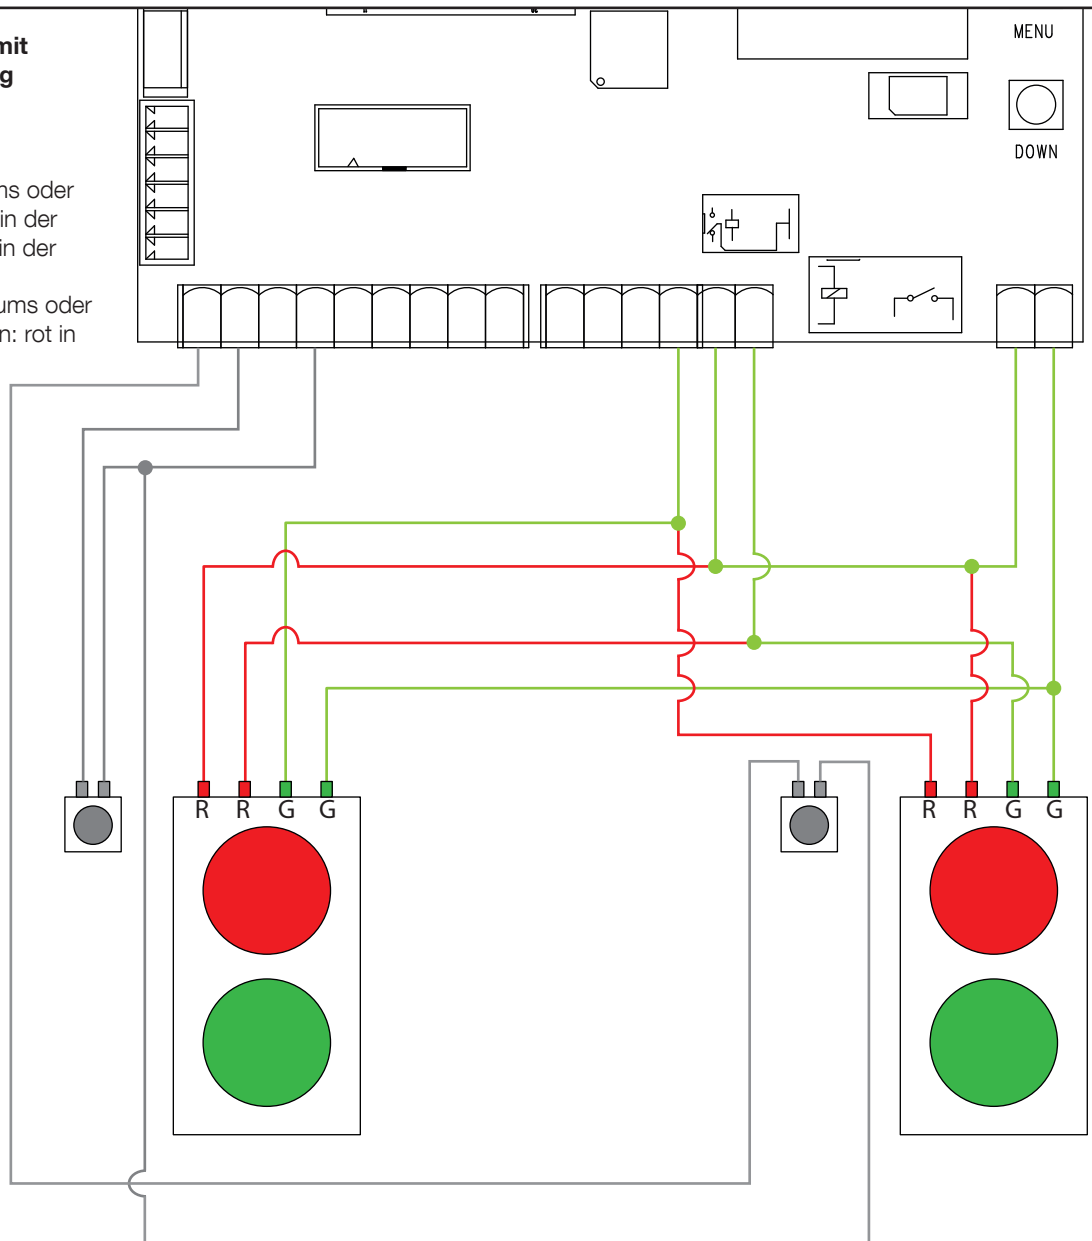 mit
g
ns oder
in der
in der
ums oder
n: rot in
MENU
DOWN
R R G G
R R G G